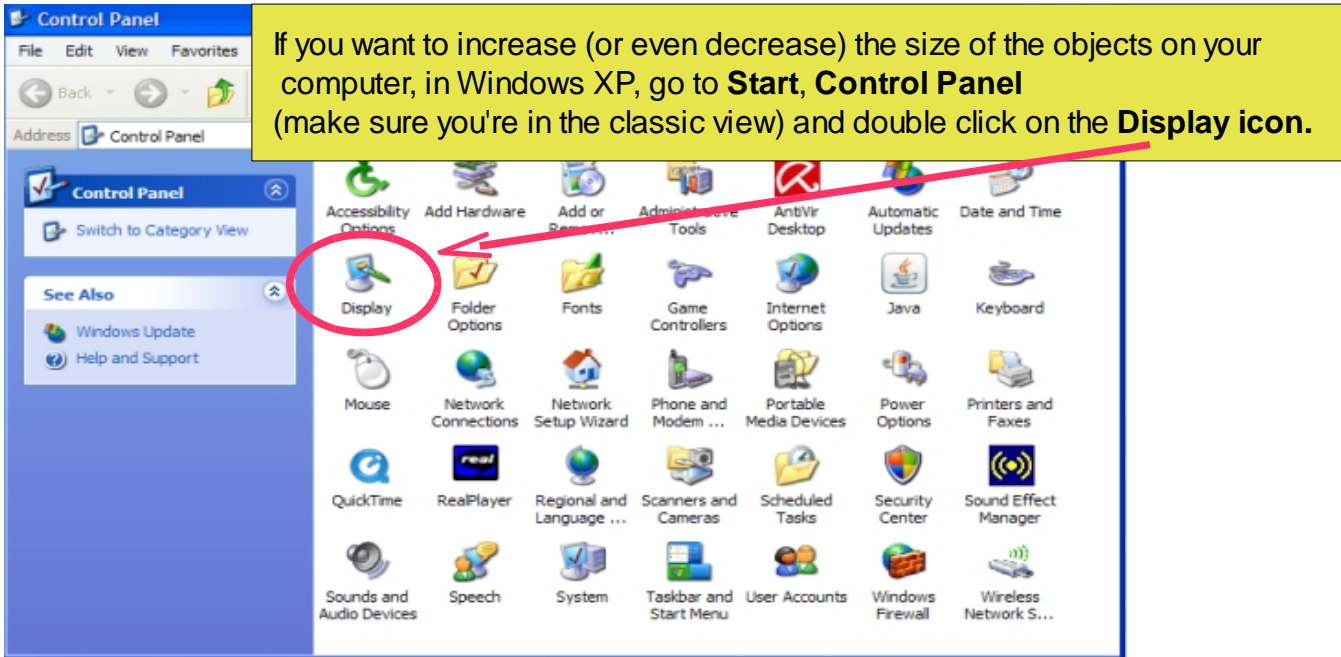 Control Panel
File Edit View Favorites
If you want to increase (or even decrease) the size of the objects on your
computer, in Windows XP, go to Start, Control Panel
(make sure you're in the classic view) and double click on the Display icon.
Back
Address Control Panel
Control Panel
Switch to Category View
See Also
Windows Update
Help and Support
Accessibility Options
Add Hardware
Add or
Administrative Tools
AntiVir Desktop
Automatic Updates
Date and Time
Display
Folder Options
Fonts
Game Controllers
Internet Options
Java
Keyboard
Mouse
Network Connections
Network Setup Wizard
Phone and Modem ...
Portable Media Devices
Power Options
Printers and Faxes
QuickTime
real
RealPlayer
Regional and Language ...
Scanners and Cameras
Scheduled Tasks
Security Center
Sound Effect Manager
Sounds and Audio Devices
Speech
System
Taskbar and Start Menu
User Accounts
Windows Firewall
Wireless Network S...